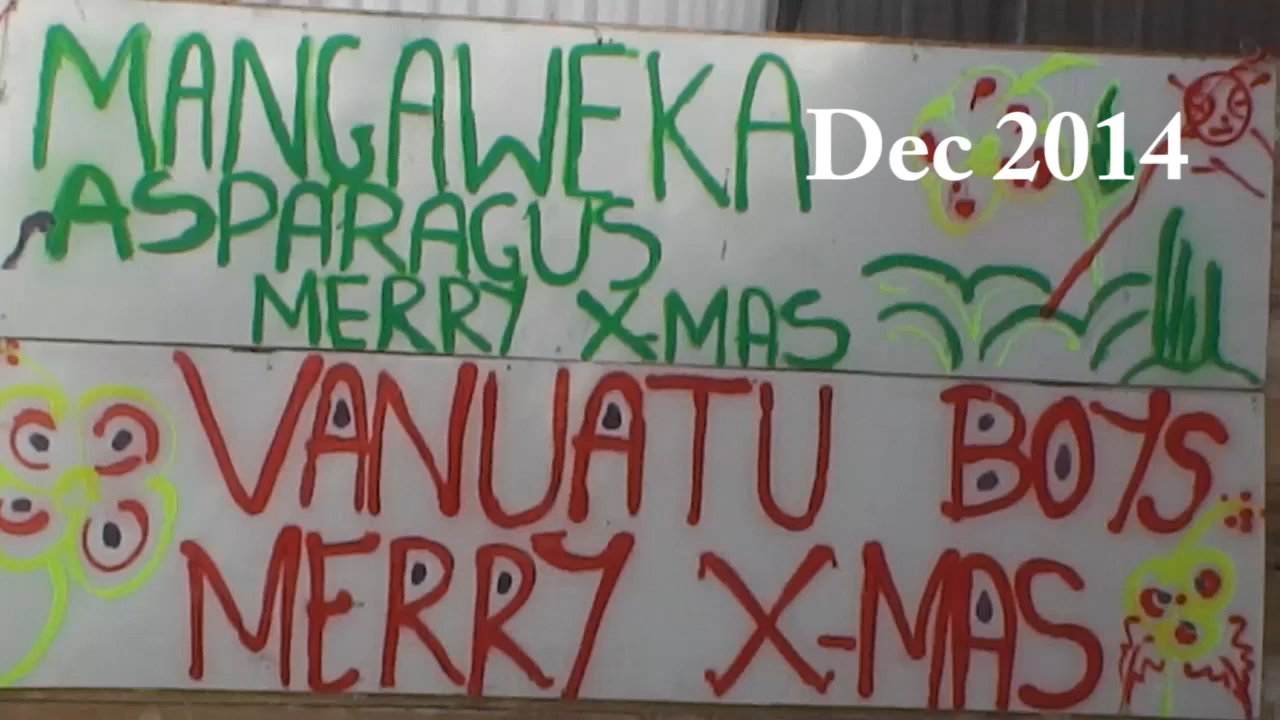 MANGAWEKA
Dec 2014
ASPARAGUS
MERRY X-MAS
VANUATU BOYS
MERRY X-MAS